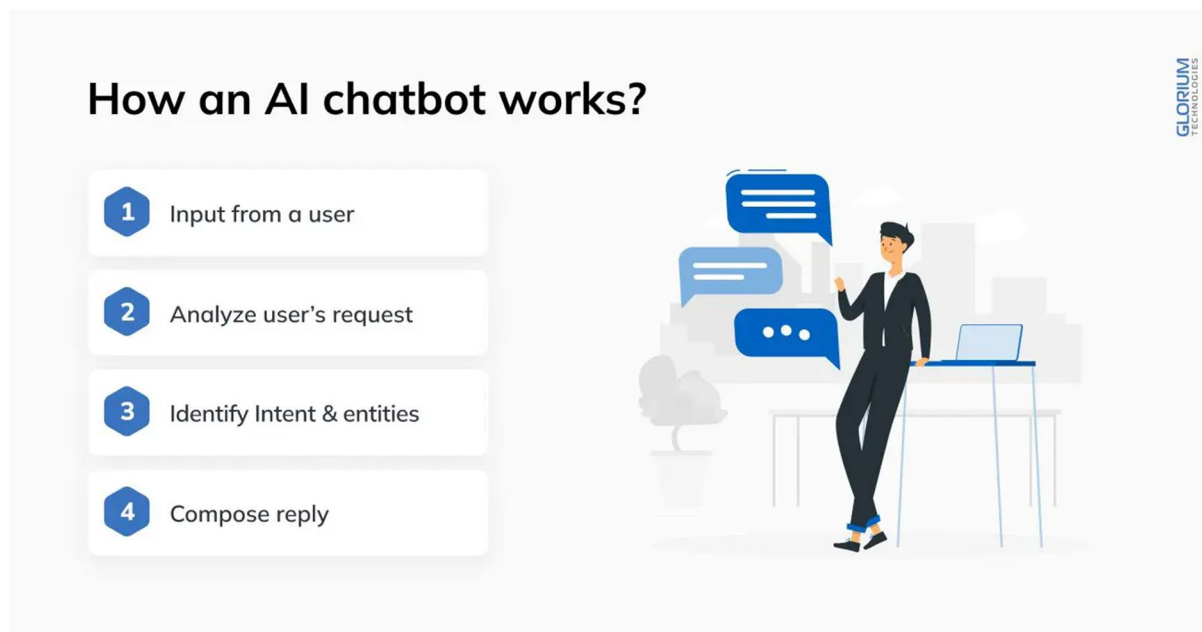 How an AI chatbot works?
1 Input from a user
2 Analyze user's request
3 Identify Intent & entities
4 Compose reply
GLORIUM
TECHNOLOGIES